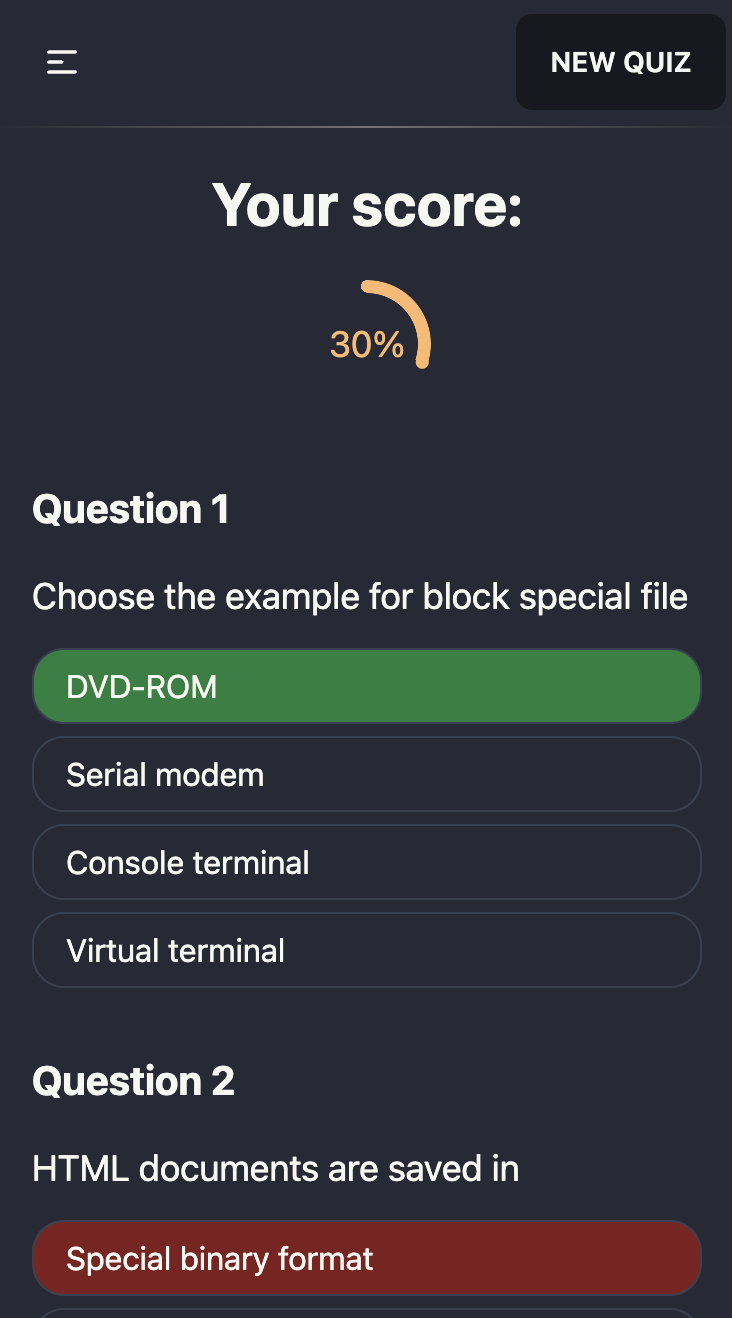 NEW QUIZ
Your score:
30%
Question 1
Choose the example for block special file
DVD-ROM
Serial modem
Console terminal
Virtual terminal
Question 2
HTML documents are saved in
Special binary format